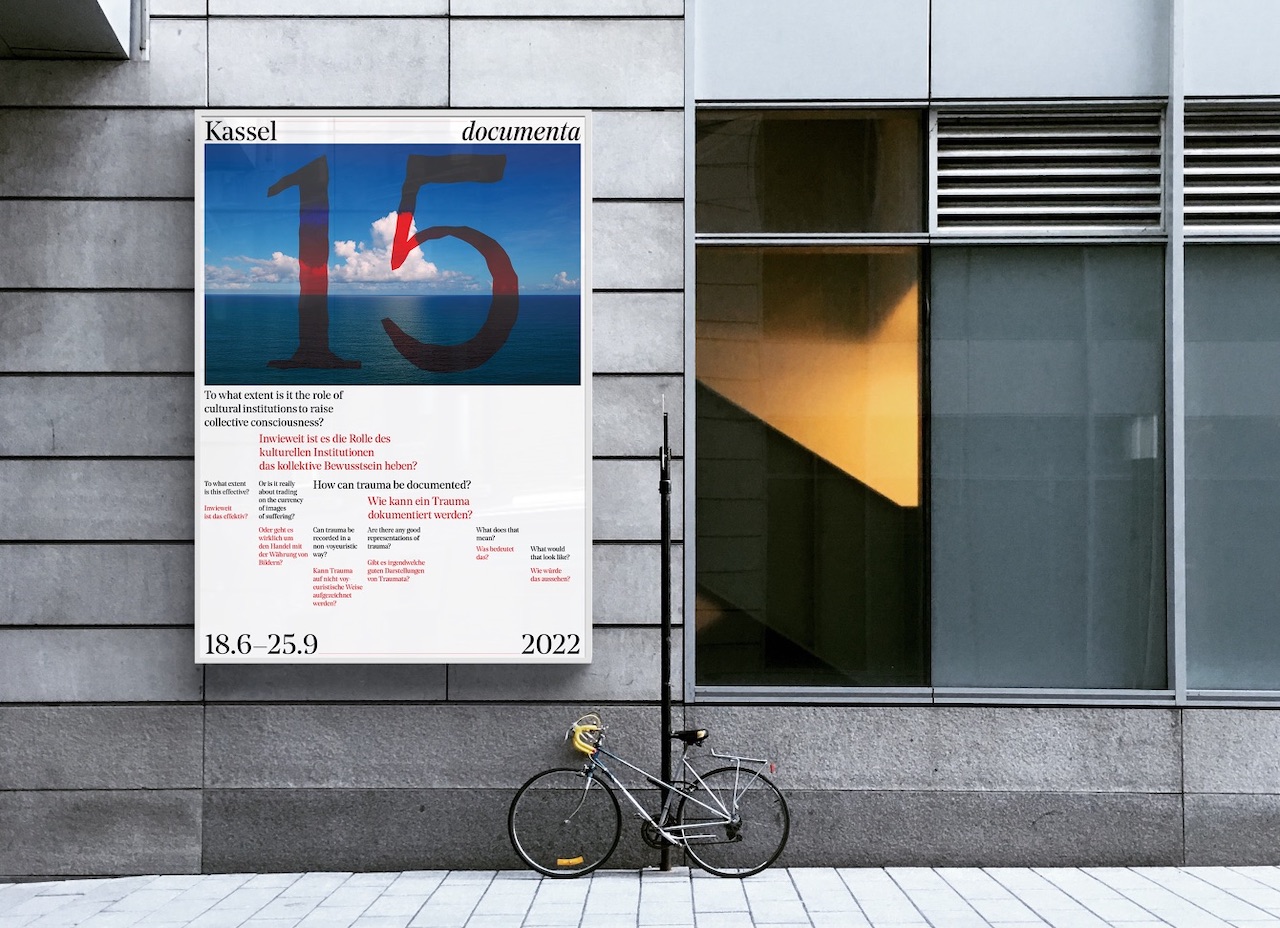 Kassel documenta
15
To what extent is it the role of
cultural institutions to raise
collective consciousness?
Inwieweit ist es die Rolle des
kulturellen Institutionen
das kollektive Bewusstsein heben?
To what extent
is this effective?
Inwieweit
ist das effektiv?
Or is it really
about trading
on the currency
of images
of suffering?
Oder geht es
wirklich um
den Handel mit
der Währung von
Bildern?
How can trauma be documented?
Wie kann ein Trauma
dokumentiert werden?
Can trauma be
recorded in a
non-voyeuristic
way?
Kann Trauma
auf nicht voy
euristische Weise
aufgezeichnet
werden?
Are there any good
representations of
trauma?
Gibt es irgendwelche
guten Darstellungen
von Traumata?
What does that
mean?
Was bedeutet
das?
What would
that look like?
Wie würde
das aussehen?
18.6–25.9 2022